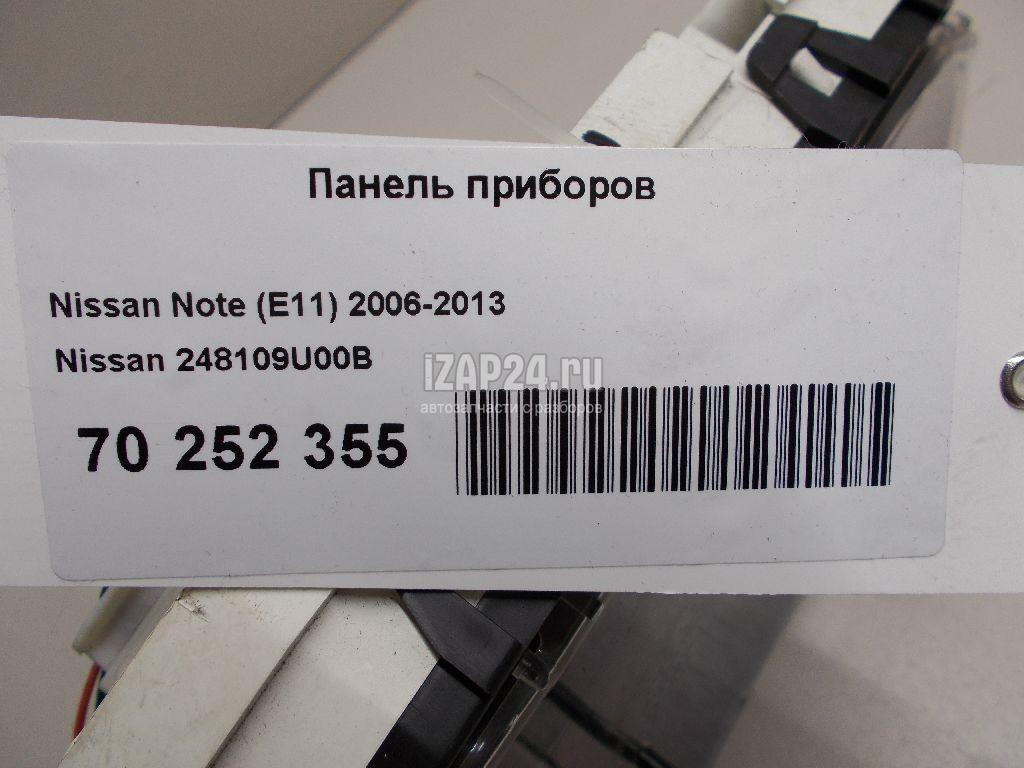 Панель приборов
Nissan Note (E11) 2006-2013
Nissan 248109U00B
iZAP24.ru
автозапчасти с разборов
70 252 355